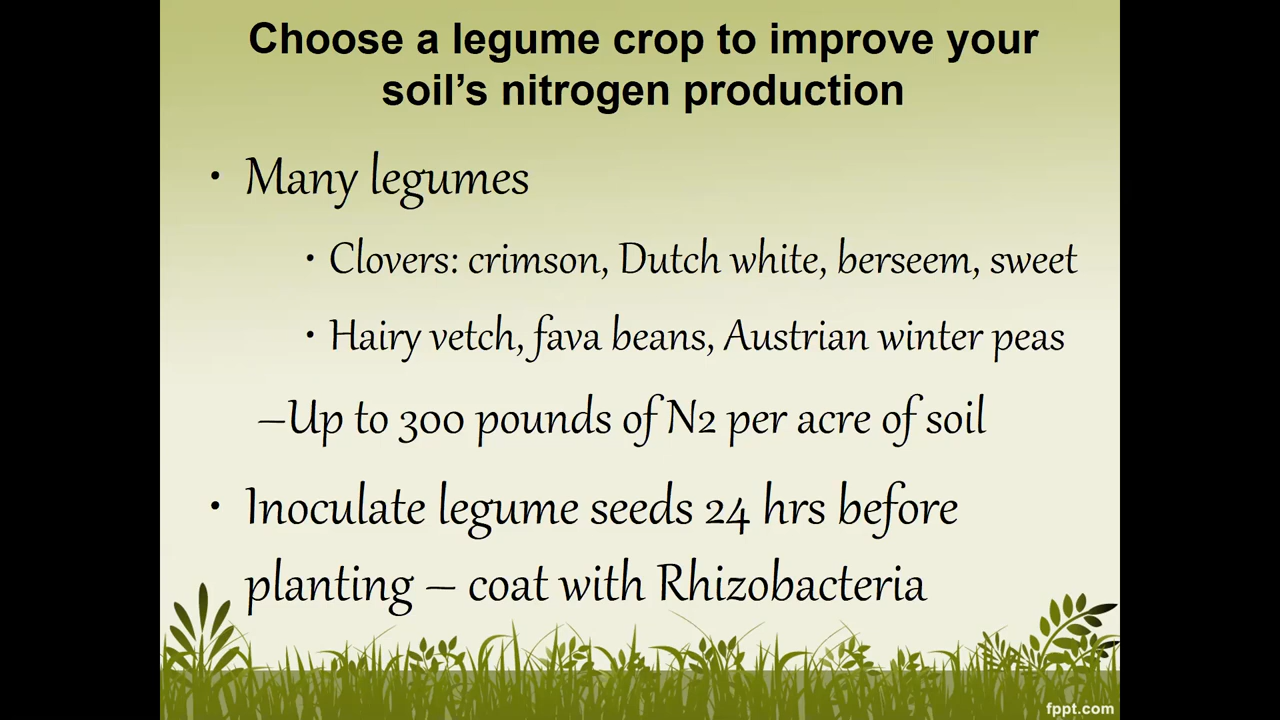 Choose a legume crop to improve your
soil’s nitrogen production
• Many legumes
• Clovers: crimson, Dutch white, berseem, sweet
• Hairy vetch, fava beans, Austrian winter peas
–Up to 300 pounds of N2 per acre of soil
• Inoculate legume seeds 24 hrs before
planting – coat with Rhizobacteria
fppt.com